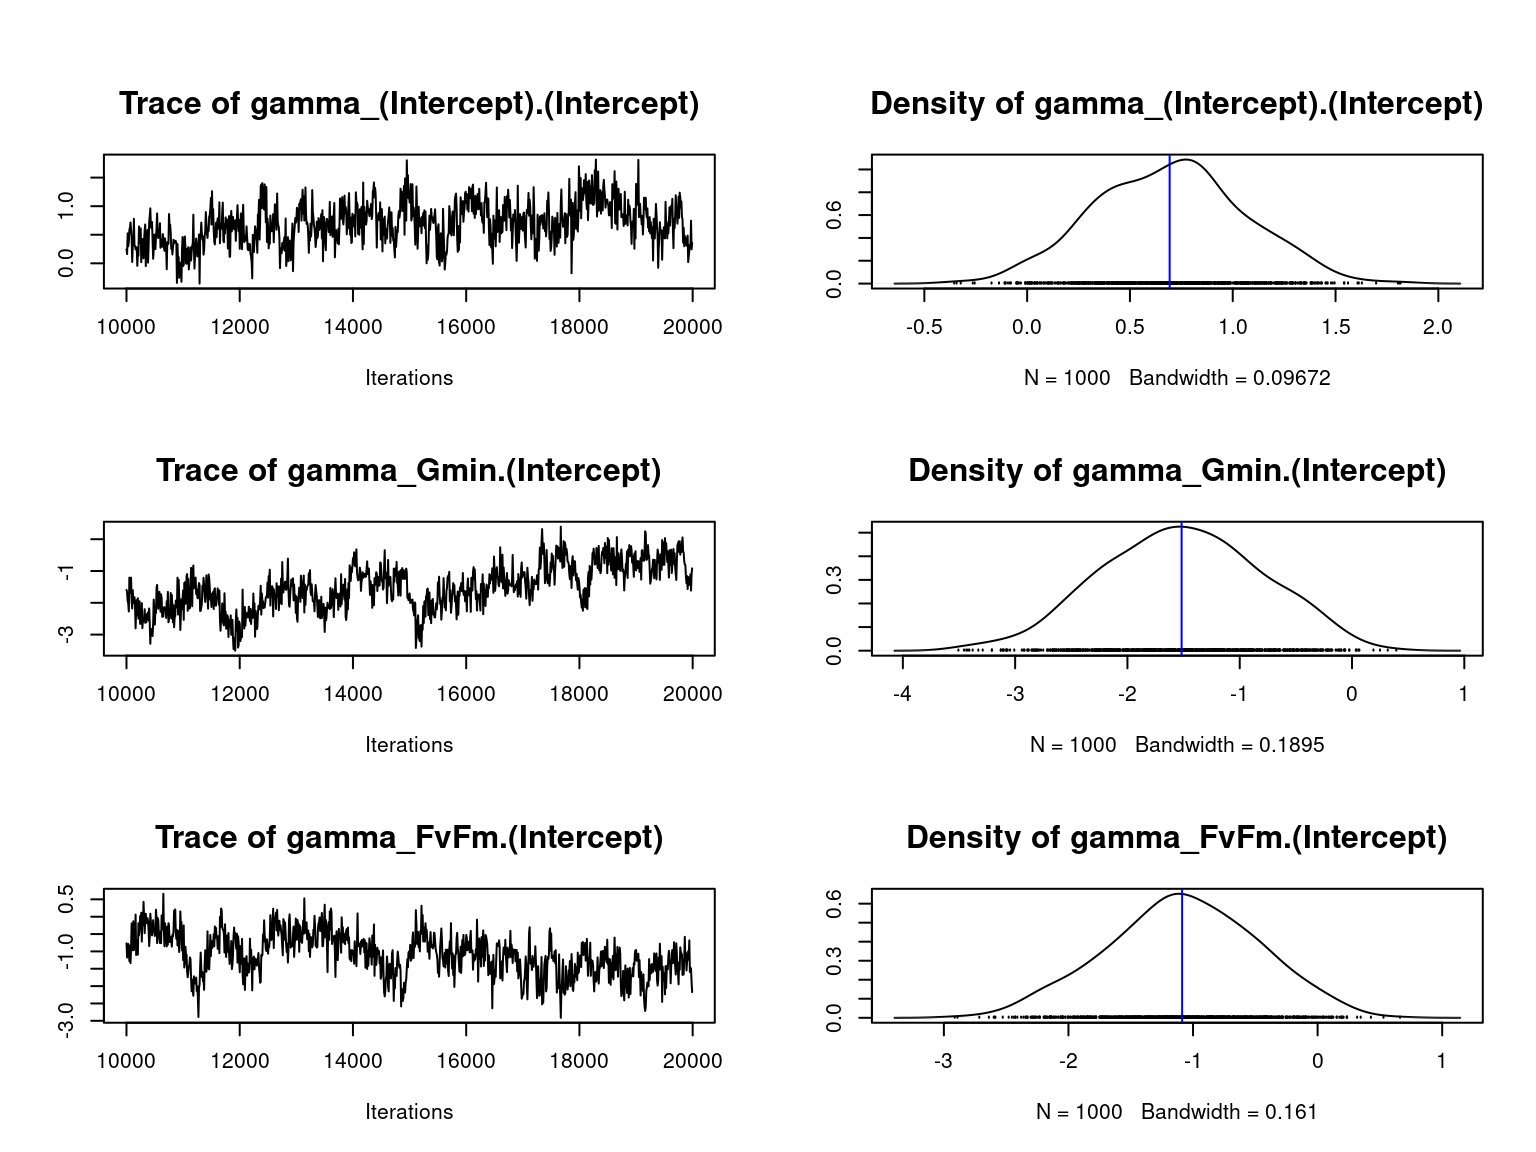 Trace of gamma_(Intercept).(Intercept)
1.0
0.0
10000 12000 14000 16000 18000 20000
Iterations
Density of gamma_(Intercept).(Intercept)
0.6
0.0
-0.5 0.0 0.5 1.0 1.5 2.0
N = 1000 Bandwidth = 0.09672
Trace of gamma_Gmin.(Intercept)
-1
-3
10000 12000 14000 16000 18000 20000
Iterations
Density of gamma_Gmin.(Intercept)
0.3
0.0
-4 -3 -2 -1 0 1
N = 1000 Bandwidth = 0.1895
Trace of gamma_FvFm.(Intercept)
0.5
-1.0
-3.0
10000 12000 14000 16000 18000 20000
Iterations
Density of gamma_FvFm.(Intercept)
0.6
0.3
0.0
-3 -2 -1 0 1
N = 1000 Bandwidth = 0.161